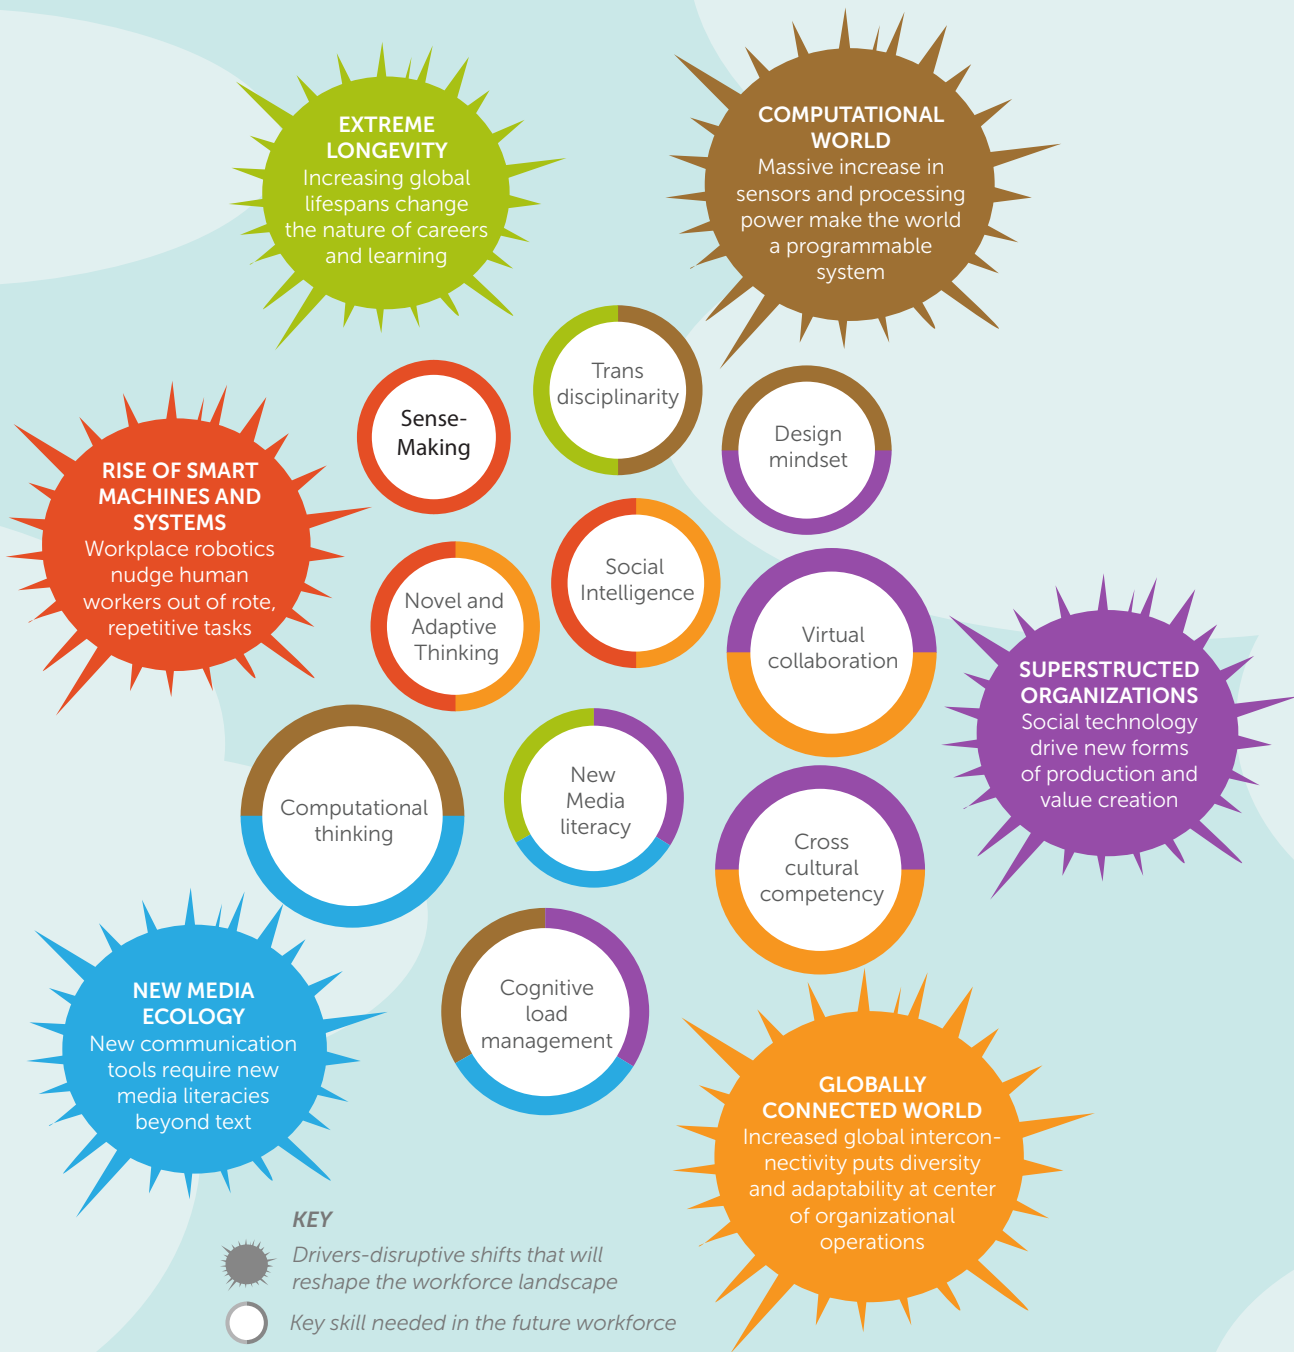 EXTREME
LONGEVITY
Increasing global
lifespans change
the nature of careers
and learning
COMPUTATIONAL
WORLD
Massive increase in
sensors and processing
power make the world
a programmable
system
Trans
disciplinarity
Sense-
Making
Design
mindset
RISE OF SMART
MACHINES AND
SYSTEMS
Workplace robotics
nudge human
workers out of rote,
repetitive tasks
Social
Intelligence
Novel and
Adaptive
Thinking
Virtual
collaboration
SUPERSTRUCTED
ORGANIZATIONS
Social technology
drive new forms
of production and
value creation
New
Media
literacy
Computational
thinking
Cross
cultural
competency
NEW MEDIA
ECOLOGY
New communication
tools require new
media literacies
beyond text
Cognitive
load
management
GLOBALLY
CONNECTED WORLD
Increased global intercon-
nectivity puts diversity
and adaptability at center
of organizational
operations
KEY
Drivers-disruptive shifts that will
reshape the workforce landscape
Key skill needed in the future workforce